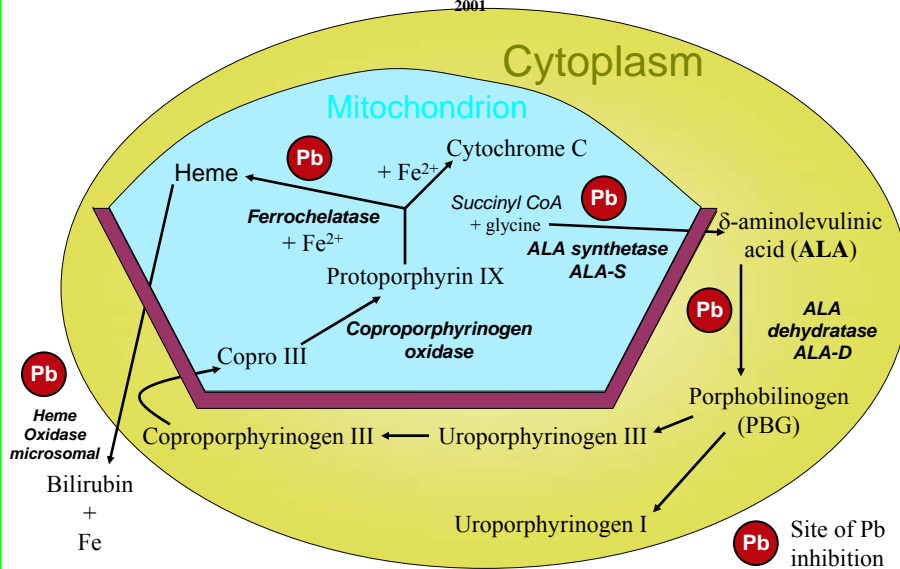 2001
Cytoplasm
Mitochondrion
Pb
Cytochrome C
+ Fe²⁺
Heme
Ferrochelatase
+ Fe²⁺
Pb
Succinyl CoA
+ glycine
ALA synthetase
ALA-S
δ-aminolevulinic
acid (ALA)
Protoporphyrin IX
Pb
ALA
dehydratase
ALA-D
Coproporphyrinogen
oxidase
Copro III
Pb
Heme
Oxidase
microsomal
Porphobilinogen
(PBG)
Coproporphyrinogen III
Uroporphyrinogen III
Bilirubin
+
Fe
Uroporphyrinogen I
Pb
Site of Pb
inhibition